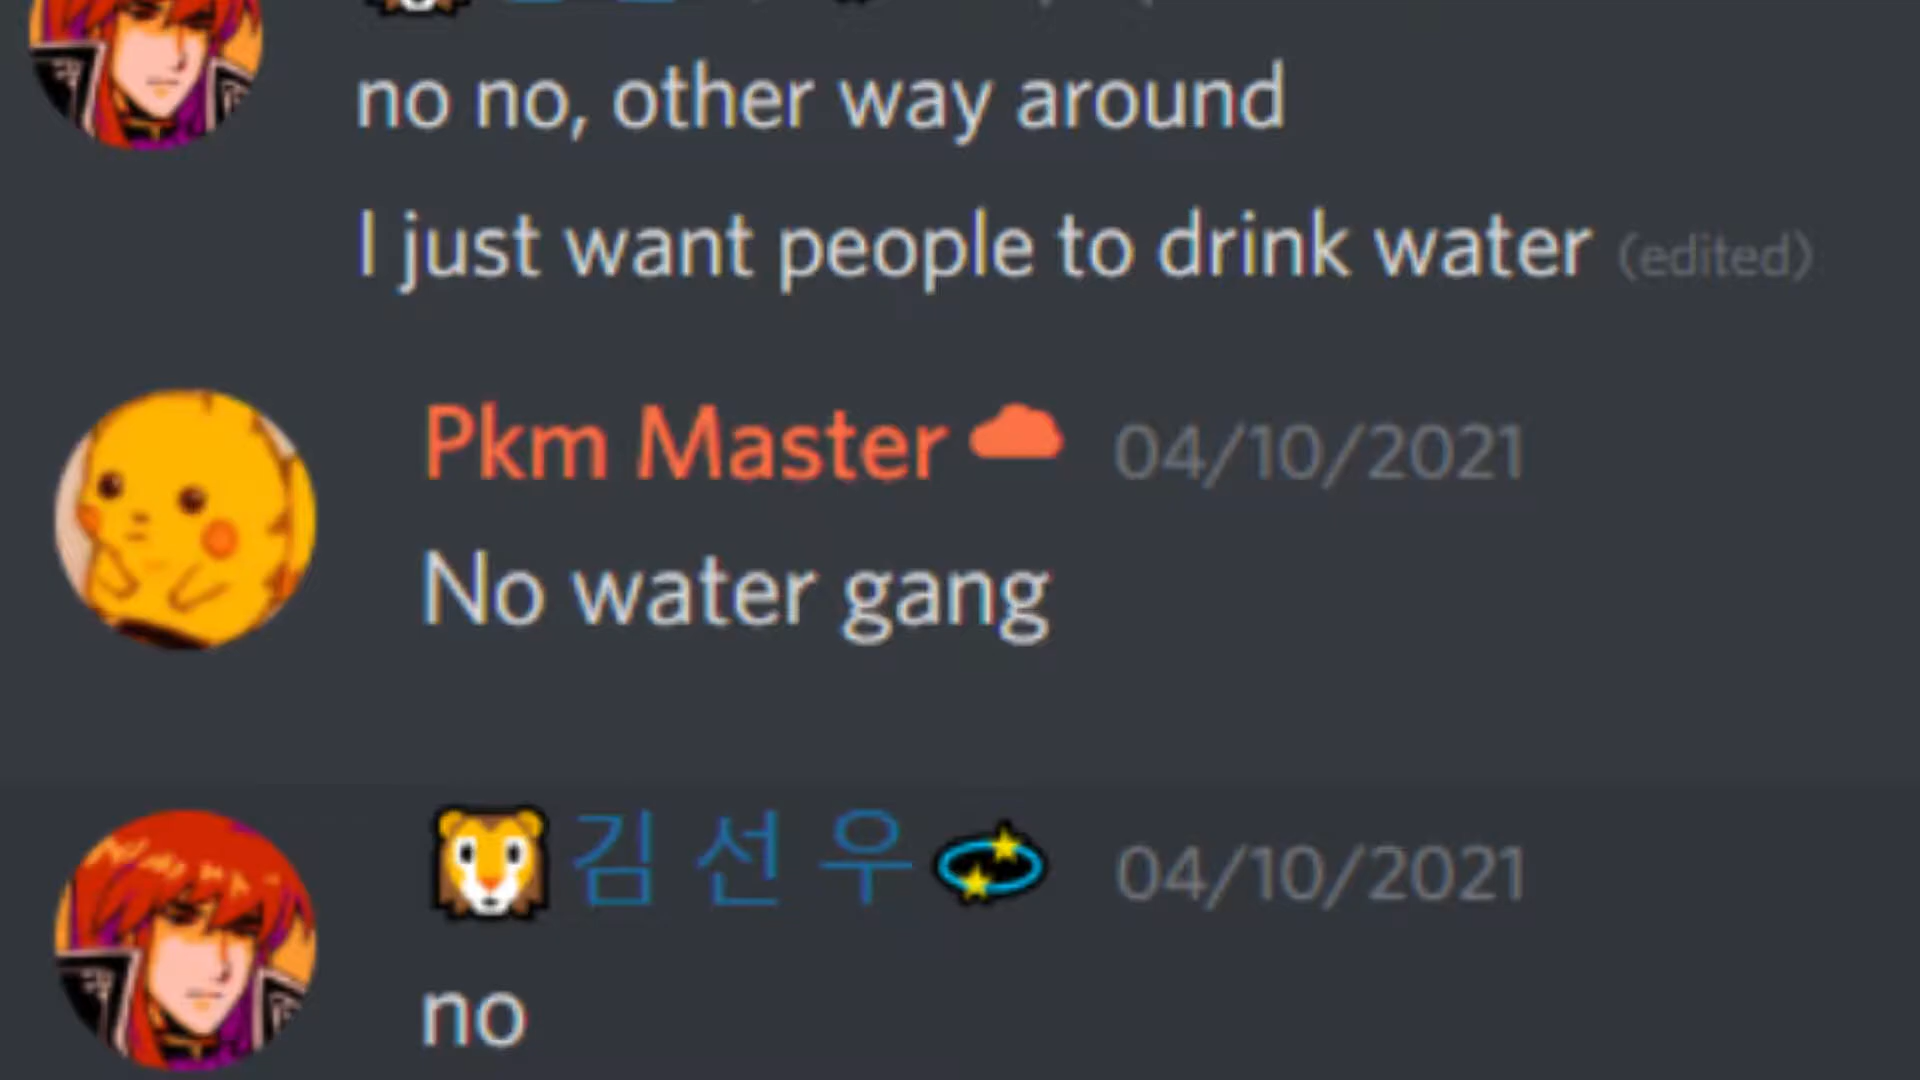 no no, other way around
I just want people to drink water (edited)
Pkm Master 04/10/2021
No water gang
김 선 우 04/10/2021
no